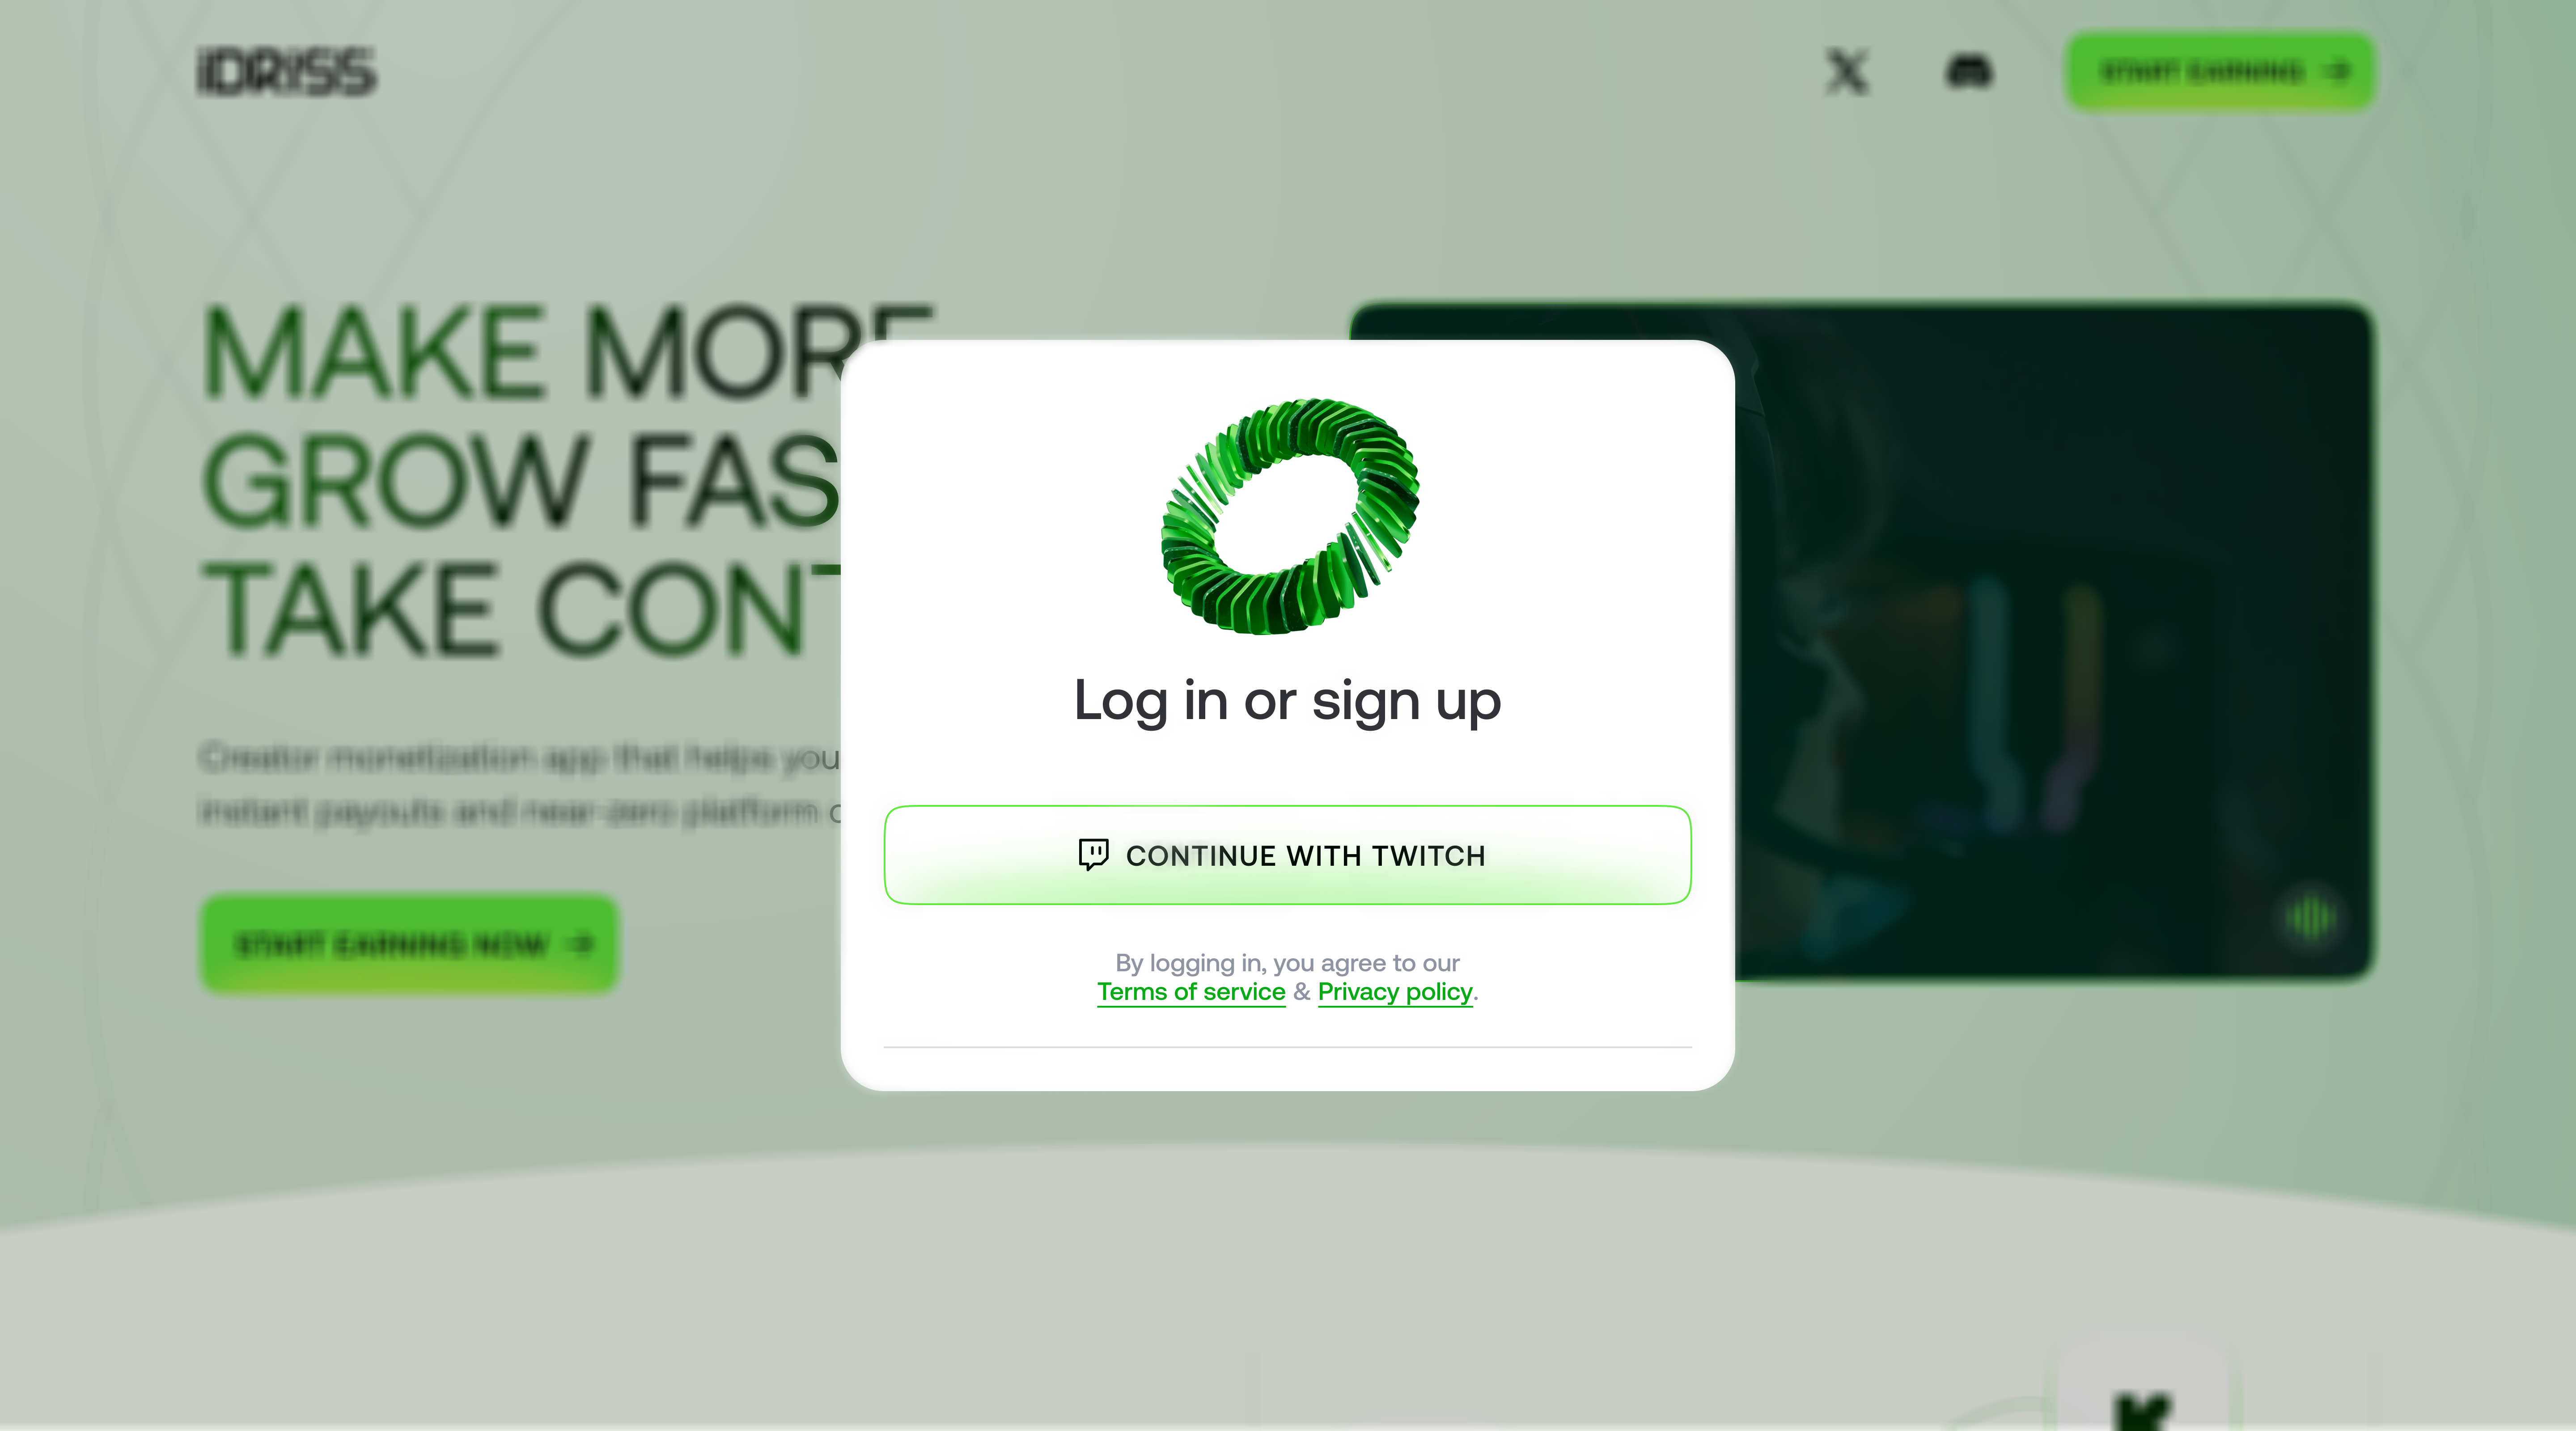 IDRISS
START EARNING
MAKE MORE
GROW FAS
TAKE CONT
Creator monetization app that helps you
instant payouts and near-zero platform
START EARNING NOW
Log in or sign up
CONTINUE WITH TWITCH
By logging in, you agree to our
Terms of service & Privacy policy.